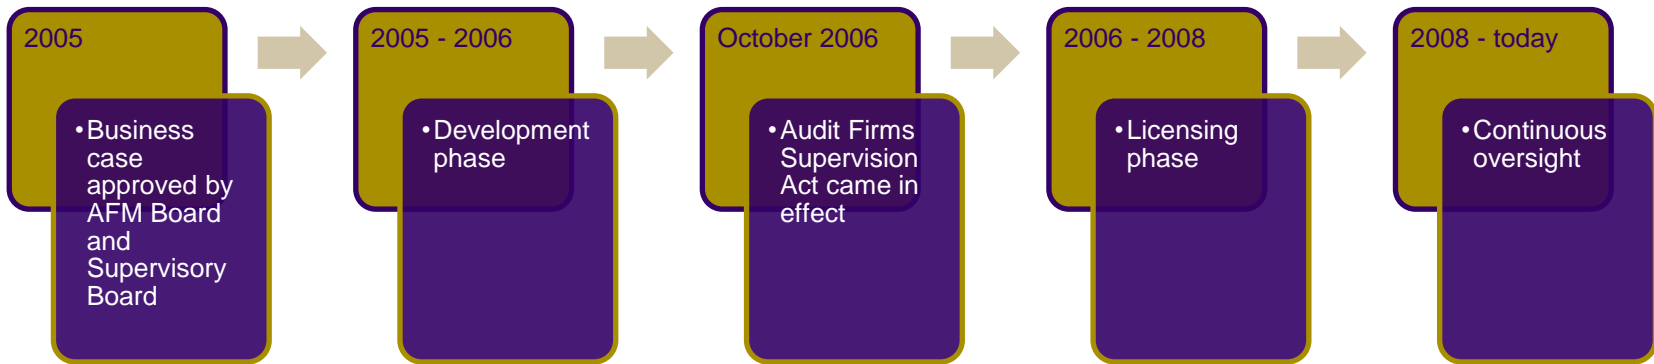 2005
•Business
case
approved by
AFM Board
and
Supervisory
Board
2005 - 2006
•Development
phase
October 2006
•Audit Firms
Supervision
Act came in
effect
2006 - 2008
•Licensing
phase
2008 - today
•Continuous
oversight